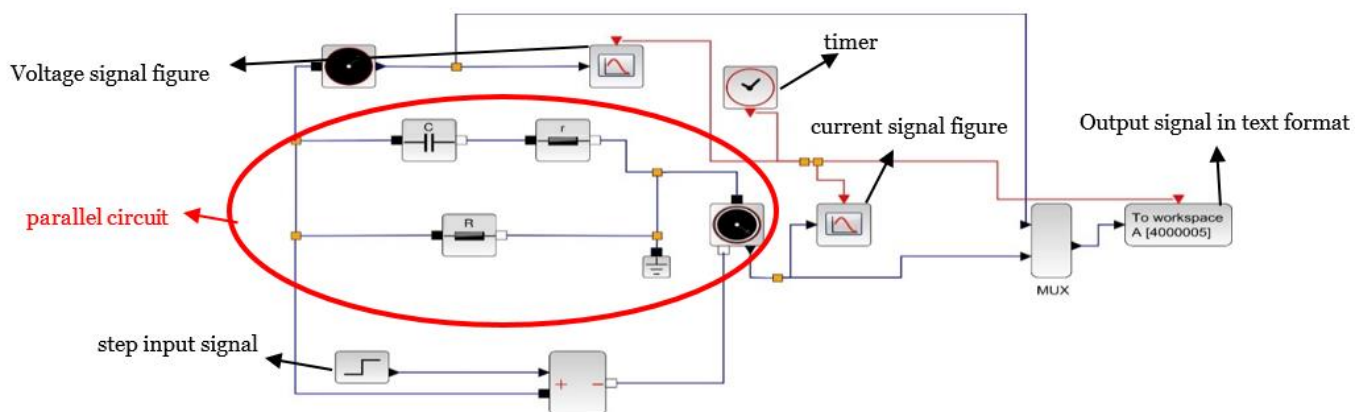 timer
Voltage signal figure
C
r
current signal figure
Output signal in text format
parallel circuit
R
To workspace
A [4000005]
MUX
step input signal
+ −